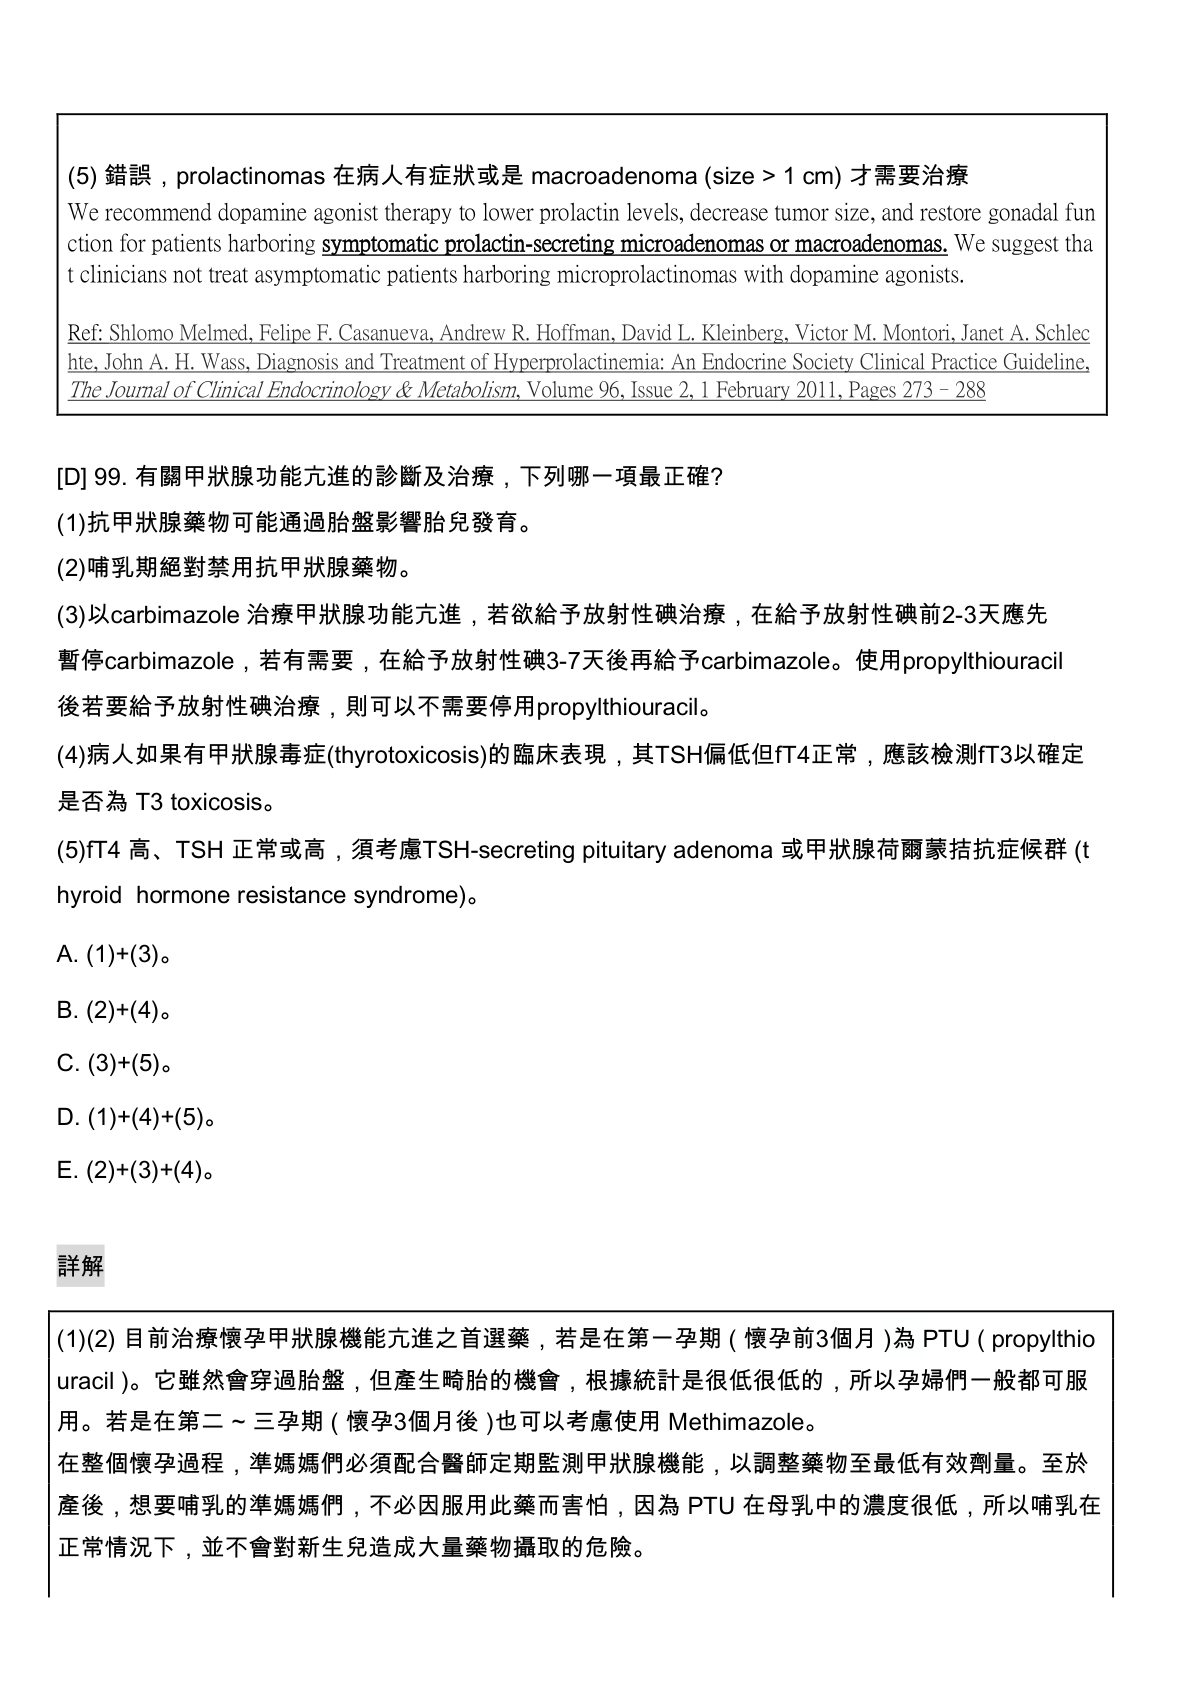 (5) 錯誤，prolactinomas 在病人有症狀或是 macroadenoma (size > 1 cm) 才需要治療
We recommend dopamine agonist therapy to lower prolactin levels, decrease tumor size, and restore gonadal fun
ction for patients harboring symptomatic prolactin-secreting microadenomas or macroadenomas. We suggest tha
t clinicians not treat asymptomatic patients harboring microprolactinomas with dopamine agonists.
Ref: Shlomo Melmed, Felipe F. Casanueva, Andrew R. Hoffman, David L. Kleinberg, Victor M. Montori, Janet A. Schlec
hte, John A. H. Wass, Diagnosis and Treatment of Hyperprolactinemia: An Endocrine Society Clinical Practice Guideline,
The Journal of Clinical Endocrinology & Metabolism, Volume 96, Issue 2, 1 February 2011, Pages 273–288
[D] 99. 有關甲狀腺功能亢進的診斷及治療，下列哪一項最正確?
(1)抗甲狀腺藥物可能通過胎盤影響胎兒發育。
(2)哺乳期絕對禁用抗甲狀腺藥物。
(3)以carbimazole 治療甲狀腺功能亢進，若欲給予放射性碘治療，在給予放射性碘前2-3天應先
暫停carbimazole，若有需要，在給予放射性碘3-7天後再給予carbimazole。使用propylthiouracil
後若要給予放射性碘治療，則可以不需要停用propylthiouracil。
(4)病人如果有甲狀腺毒症(thyrotoxicosis)的臨床表現，其TSH偏低但fT4正常，應該檢測fT3以確定
是否為 T3 toxicosis。
(5)fT4 高、TSH 正常或高，須考慮TSH-secreting pituitary adenoma 或甲狀腺荷爾蒙拮抗症候群 (t
hyroid  hormone resistance syndrome)。
A. (1)+(3)。
B. (2)+(4)。
C. (3)+(5)。
D. (1)+(4)+(5)。
E. (2)+(3)+(4)。
詳解
(1)(2) 目前治療懷孕甲狀腺機能亢進之首選藥，若是在第一孕期 ( 懷孕前3個月 )為 PTU ( propylthio
uracil )。它雖然會穿過胎盤，但產生畸胎的機會，根據統計是很低很低的，所以孕婦們一般都可服
用。若是在第二 ~ 三孕期 ( 懷孕3個月後 )也可以考慮使用 Methimazole。
在整個懷孕過程，準媽媽們必須配合醫師定期監測甲狀腺機能，以調整藥物至最低有效劑量。至於
產後，想要哺乳的準媽媽們，不必因服用此藥而害怕，因為 PTU 在母乳中的濃度很低，所以哺乳在
正常情況下，並不會對新生兒造成大量藥物攝取的危險。